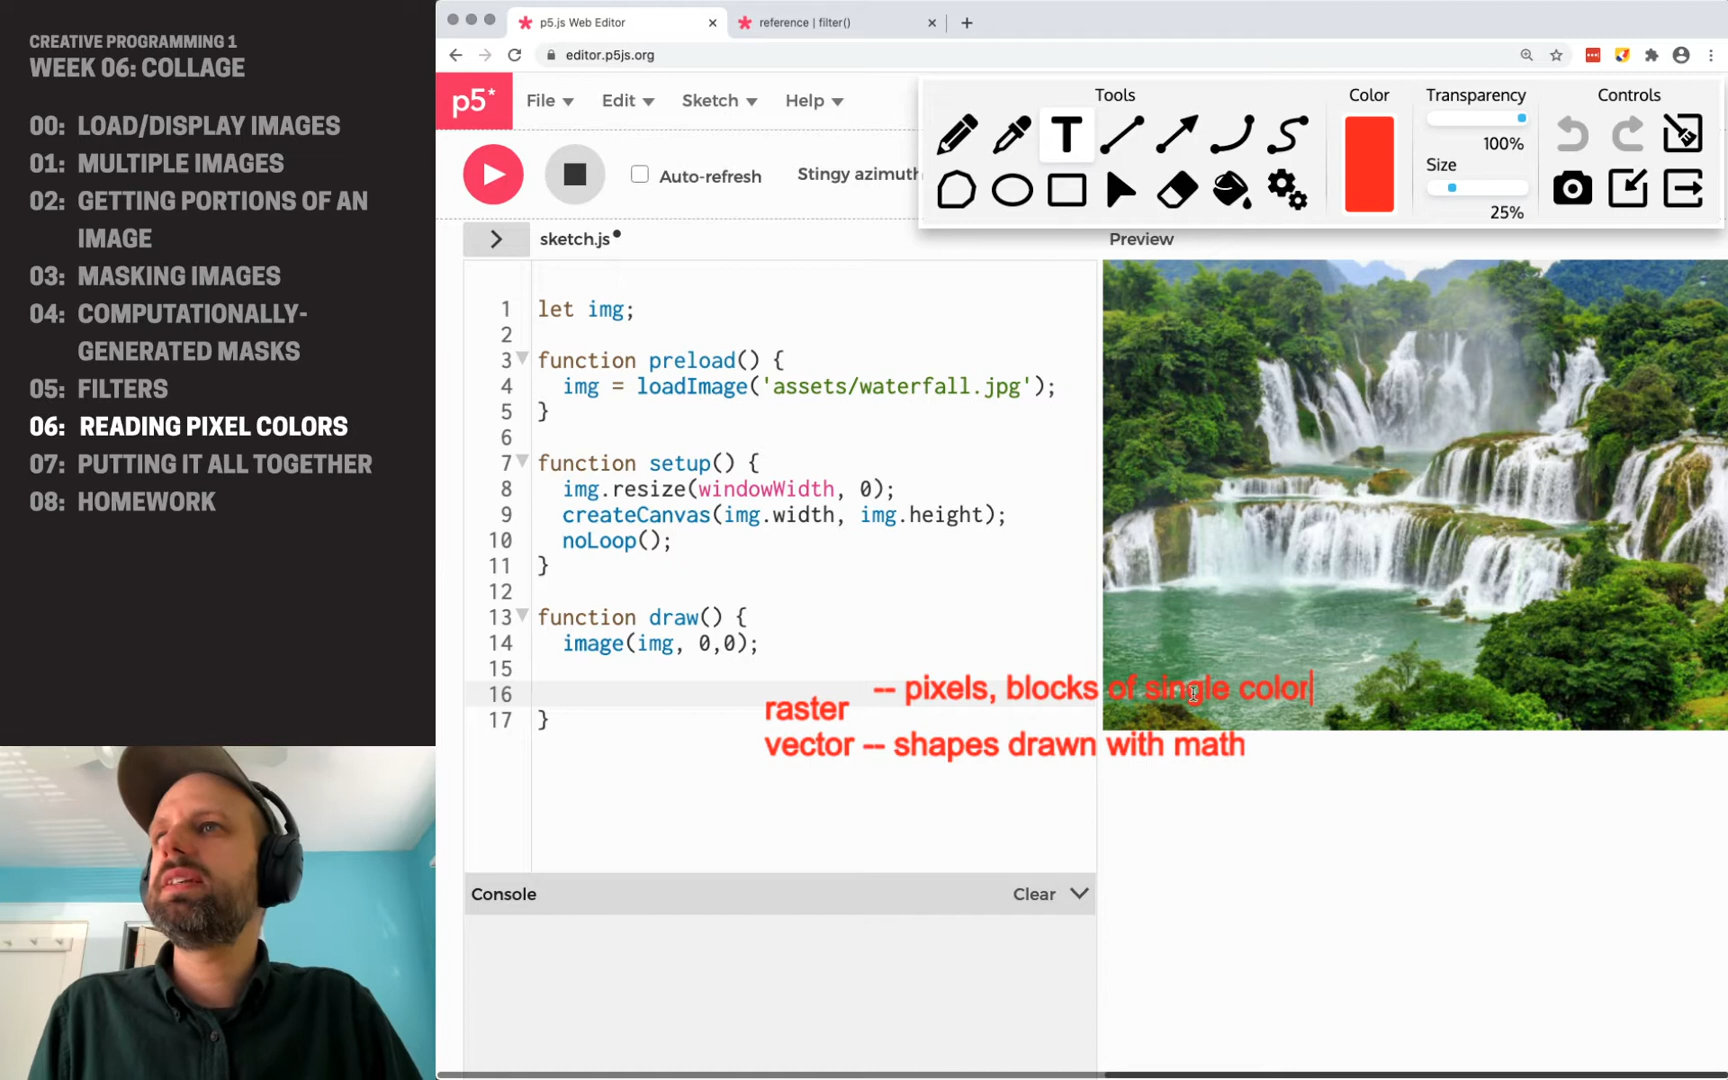 CREATIVE PROGRAMMING 1
WEEK 06: COLLAGE
00: LOAD/DISPLAY IMAGES
01: MULTIPLE IMAGES
02: GETTING PORTIONS OF AN
IMAGE
03: MASKING IMAGES
04: COMPUTATIONALLY-
GENERATED MASKS
05: FILTERS
06: READING PIXEL COLORS
07: PUTTING IT ALL TOGETHER
08: HOMEWORK
p5.js Web Editor
reference | filter()
editor.p5js.org
p5* File Edit Sketch Help
Auto-refresh Stingy azimuth
Tools Color Transparency Controls
T
100%
Size
25%
sketch.js
Preview
1 let img;
2
3 function preload() {
4 img = loadImage('assets/waterfall.jpg');
5 }
6
7 function setup() {
8 img.resize(windowWidth, 0);
9 createCanvas(img.width, img.height);
10 noLoop();
11 }
12
13 function draw() {
14 image(img, 0,0);
15
16
17 }
-- pixels, blocks of single color
raster
vector -- shapes drawn with math
Console Clear